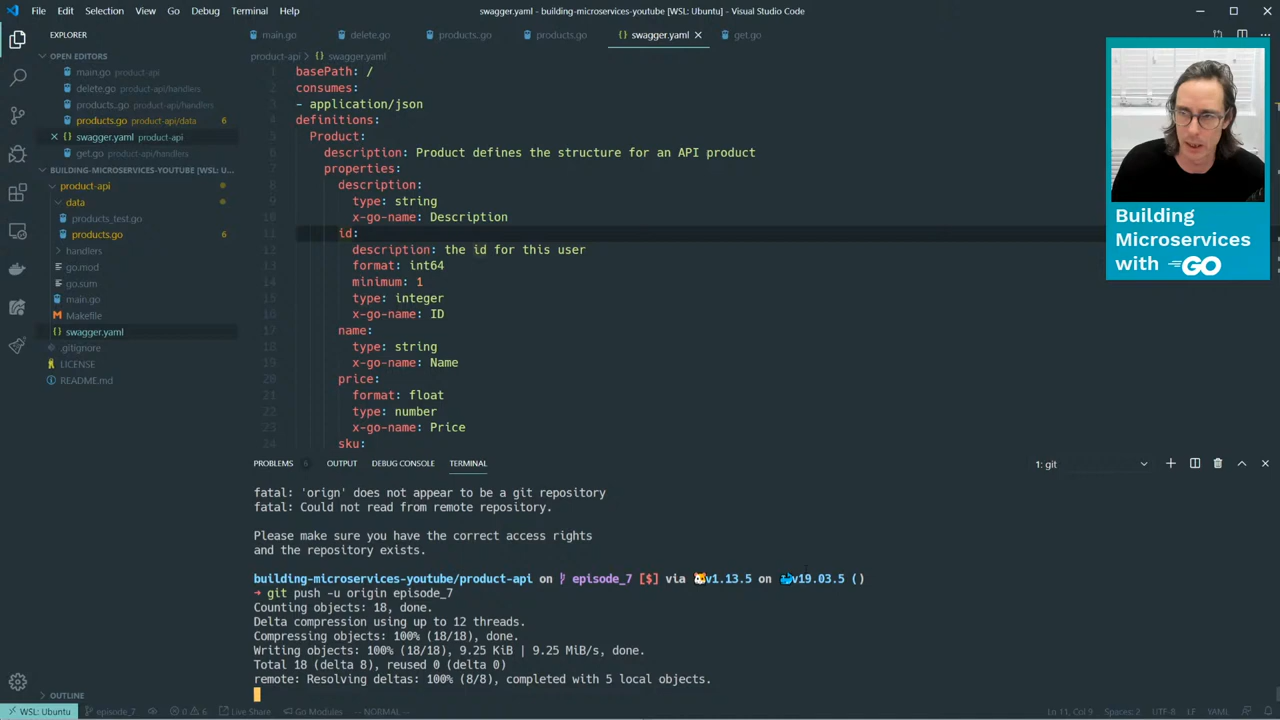 File Edit Selection View Go Debug Terminal Help
swagger.yaml - building-microservices-youtube [WSL: Ubuntu] - Visual Studio Code
EXPLORER
OPEN EDITORS
main.go product-api
delete.go product-api/handlers
products..go product-api/handlers
products.go product-api/data 6
swagger.yaml product-api
get.go product-api/handlers
BUILDING-MICROSERVICES-YOUTUBE [WSL: U...
product-api
data
products_test.go
products.go 6
handlers
go.mod
go.sum
main.go
Makefile
swagger.yaml
.gitignore
LICENSE
README.md
OUTLINE
main.go delete.go products..go products.go swagger.yaml get.go
product-api > swagger.yaml
1 basePath: /
2 consumes:
3 - application/json
4 definitions:
5 Product:
6 description: Product defines the structure for an API product
7 properties:
8 description:
9 type: string
10 x-go-name: Description
11 id:
12 description: the id for this user
13 format: int64
14 minimum: 1
15 type: integer
16 x-go-name: ID
17 name:
18 type: string
19 x-go-name: Name
20 price:
21 format: float
22 type: number
23 x-go-name: Price
24 sku:
Building
Microservices
with GO
PROBLEMS 6 OUTPUT DEBUG CONSOLE TERMINAL 1: git
fatal: 'orign' does not appear to be a git repository
fatal: Could not read from remote repository.
Please make sure you have the correct access rights
and the repository exists.
building-microservices-youtube/product-api on episode_7 [$] via v1.13.5 on v19.03.5 ()
➜ git push -u origin episode_7
Counting objects: 18, done.
Delta compression using up to 12 threads.
Compressing objects: 100% (18/18), done.
Writing objects: 100% (18/18), 9.25 KiB | 9.25 MiB/s, done.
Total 18 (delta 8), reused 0 (delta 0)
remote: Resolving deltas: 100% (8/8), completed with 5 local objects.
WSL: Ubuntu episode_7 0 6 Live Share Go Modules -- NORMAL -- Ln 11, Col 9 Spaces: 2 UTF-8 LF YAML